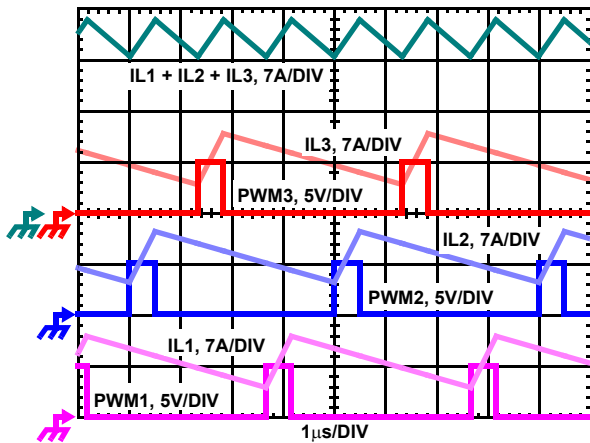 IL1 + IL2 + IL3, 7A/DIV
IL3, 7A/DIV
PWM3, 5V/DIV
IL2, 7A/DIV
PWM2, 5V/DIV
IL1, 7A/DIV
PWM1, 5V/DIV
1μs/DIV